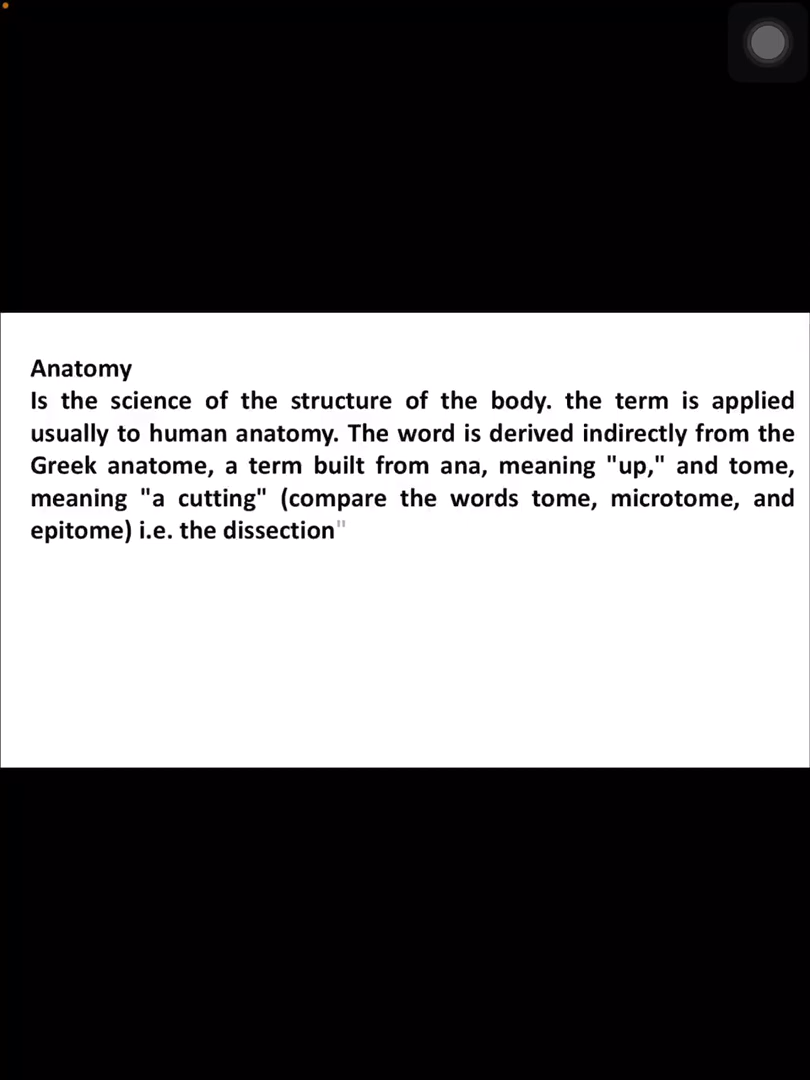 Anatomy
Is the science of the structure of the body. the term is applied
usually to human anatomy. The word is derived indirectly from the
Greek anatome, a term built from ana, meaning "up," and tome,
meaning "a cutting" (compare the words tome, microtome, and
epitome) i.e. the dissection"